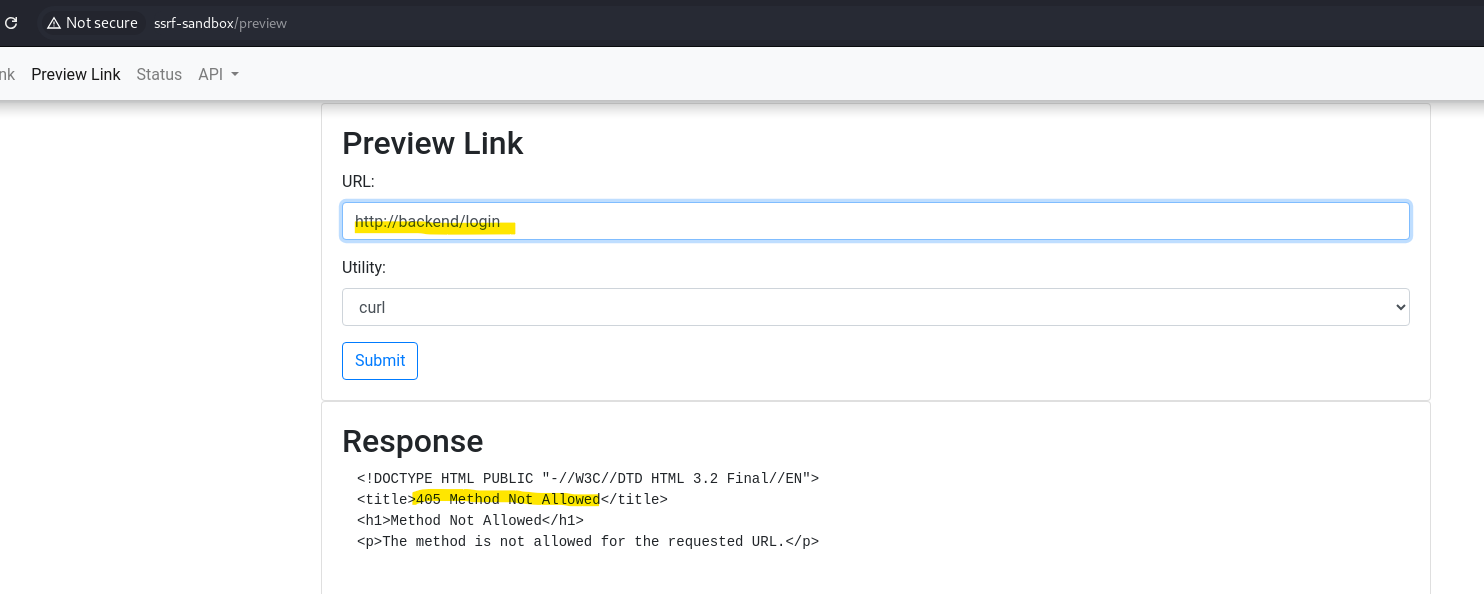 Not secure ssrf-sandbox/preview
nk Preview Link Status API
Preview Link
URL:
http://backend/login
Utility:
curl
Submit
Response
<!DOCTYPE HTML PUBLIC "-//W3C//DTD HTML 3.2 Final//EN">
<title>405 Method Not Allowed</title>
<h1>Method Not Allowed</h1>
<p>The method is not allowed for the requested URL.</p>